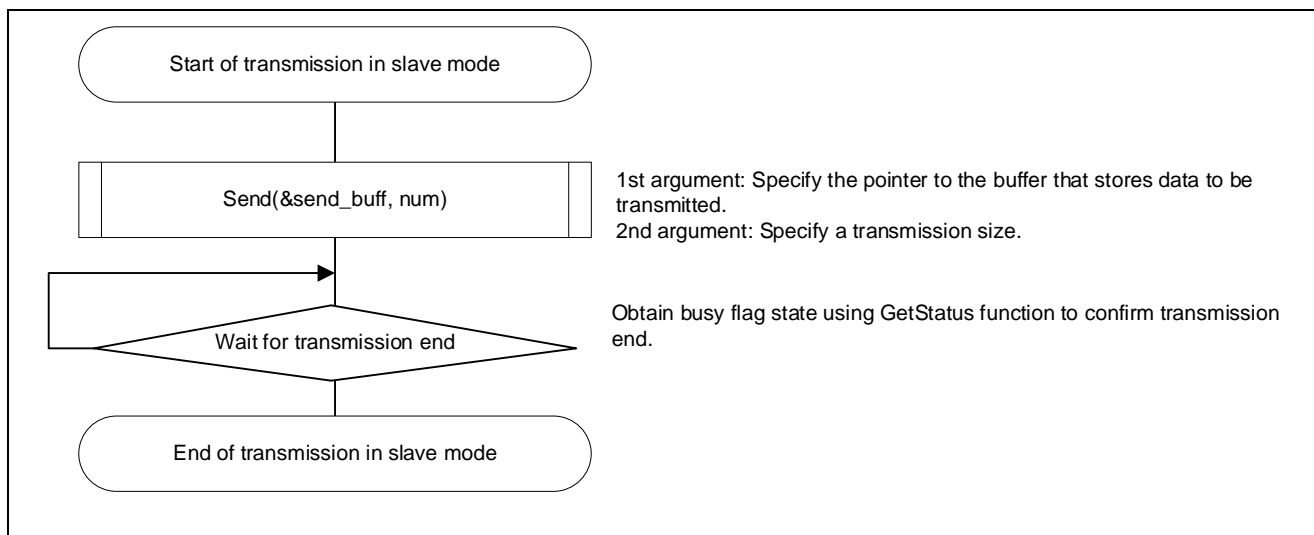 Start of transmission in slave mode
Send(&send_buff, num)
1st argument: Specify the pointer to the buffer that stores data to be
transmitted.
2nd argument: Specify a transmission size.
Wait for transmission end
Obtain busy flag state using GetStatus function to confirm transmission
end.
End of transmission in slave mode